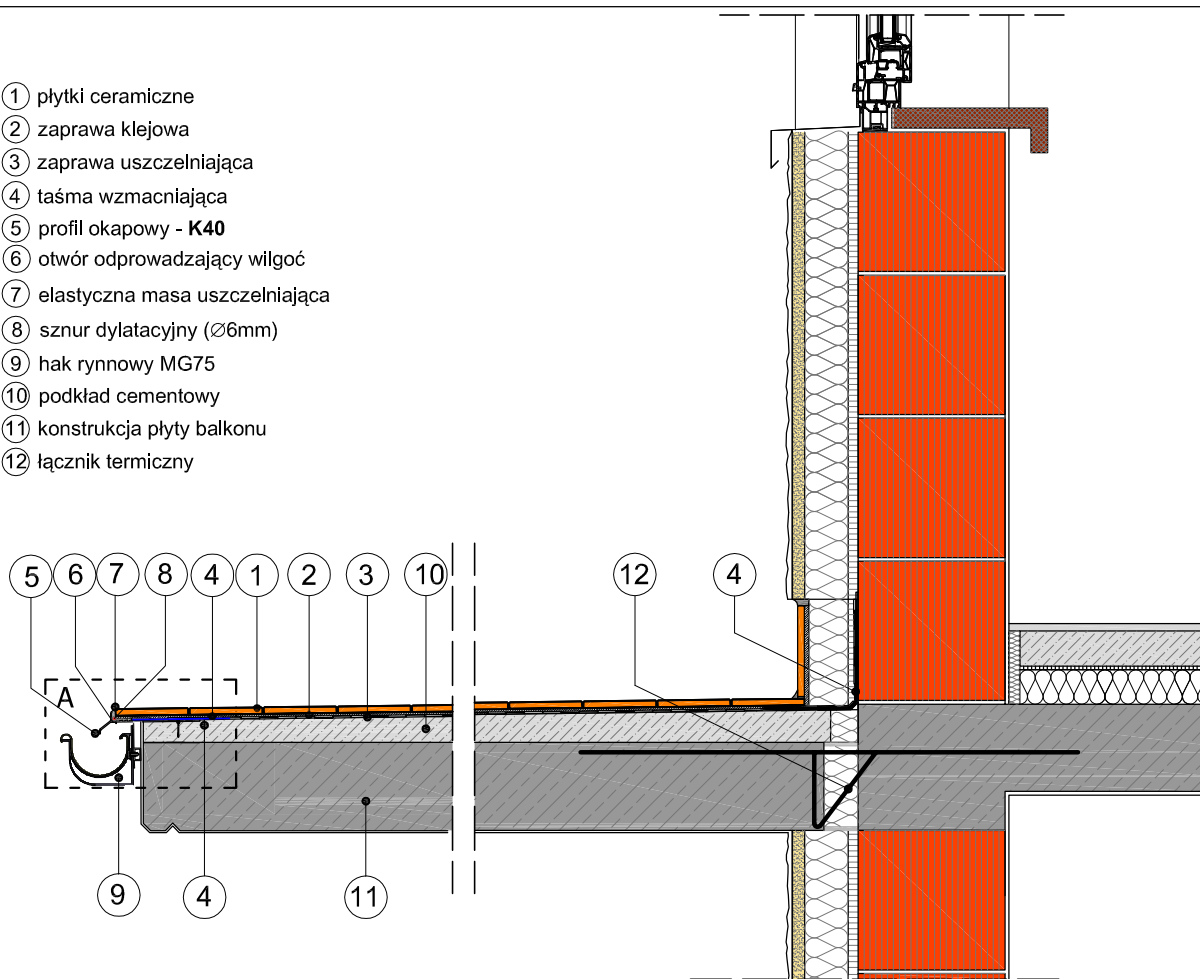 1 płytki ceramiczne
2 zaprawa klejowa
3 zaprawa uszczelniająca
4 taśma wzmacniająca
5 profil okapowy - K40
6 otwór odprowadzający wilgoć
7 elastyczna masa uszczelniająca
8 sznur dylatacyjny (∅6mm)
9 hak rynnowy MG75
10 podkład cementowy
11 konstrukcja płyty balkonu
12 łącznik termiczny
5 6 7 8 4 1 2 3 10 12 4
A
9 4 11